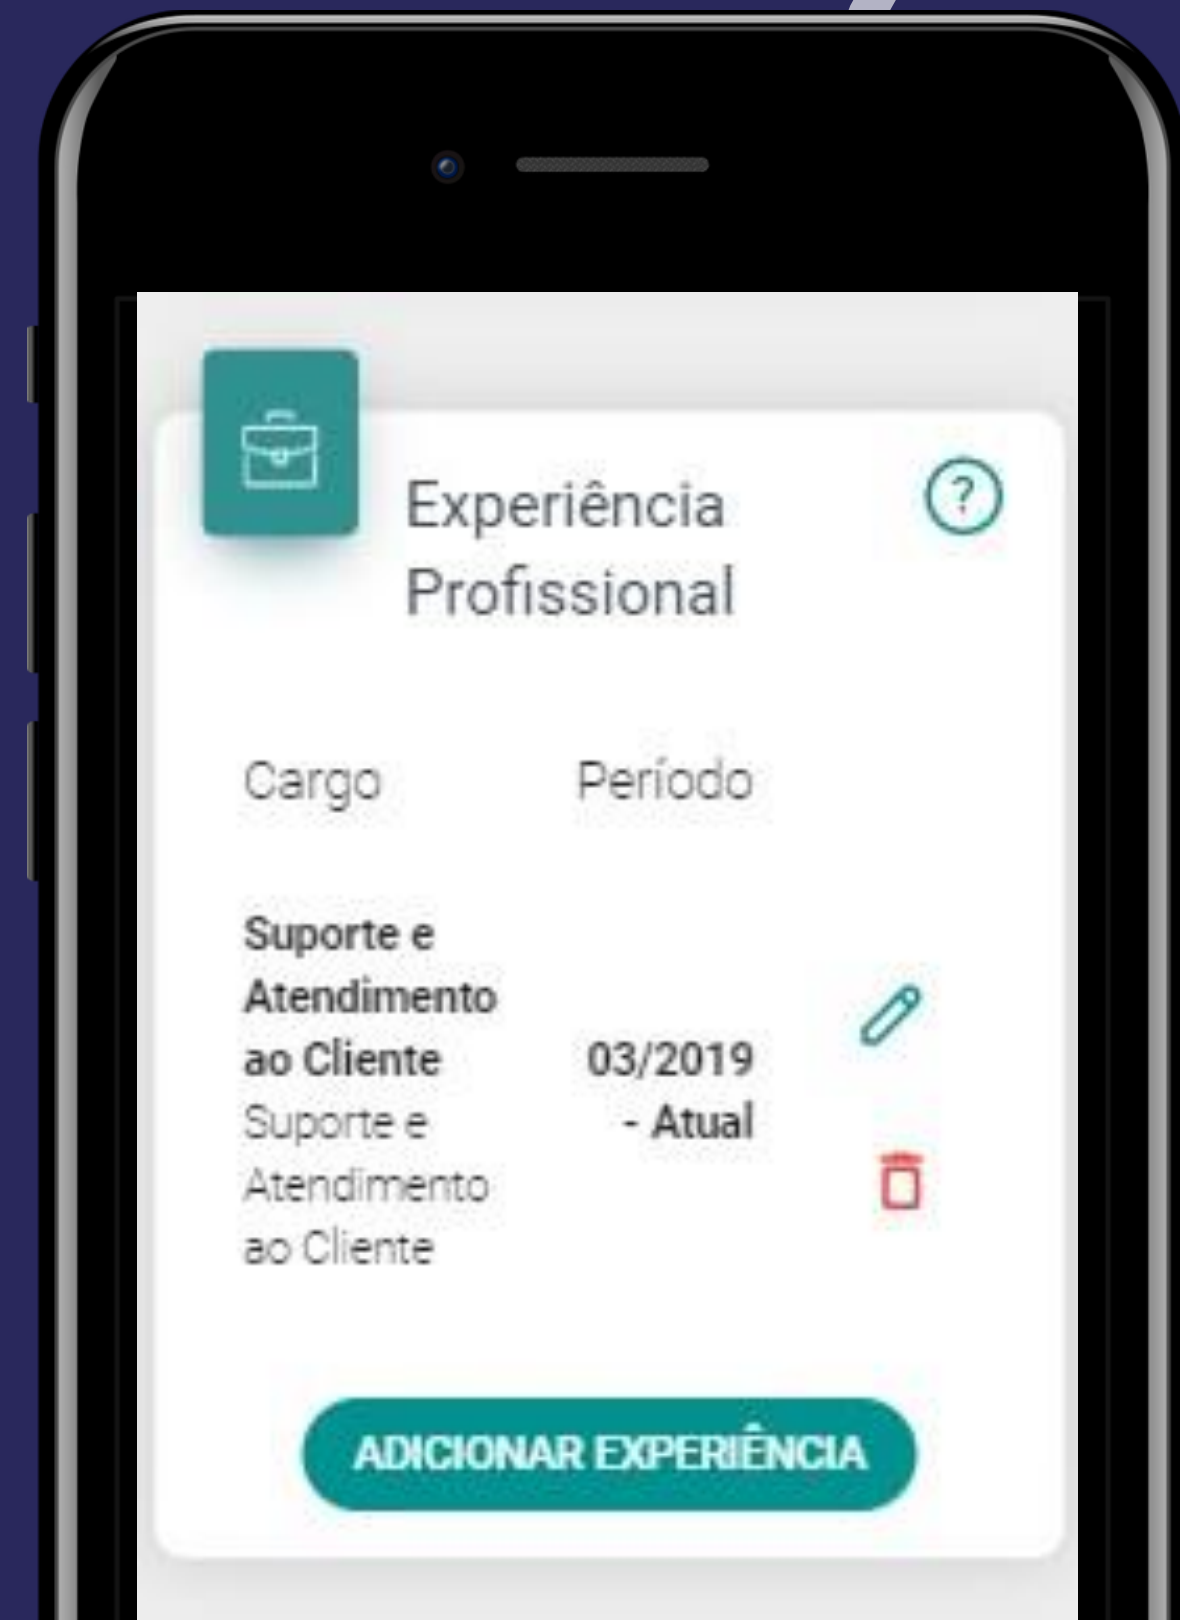 Experiência
Profissional
?
Cargo Período
Suporte e
Atendimento
ao Cliente 03/2019
Suporte e - Atual
Atendimento
ao Cliente
ADICIONAR EXPERIÊNCIA